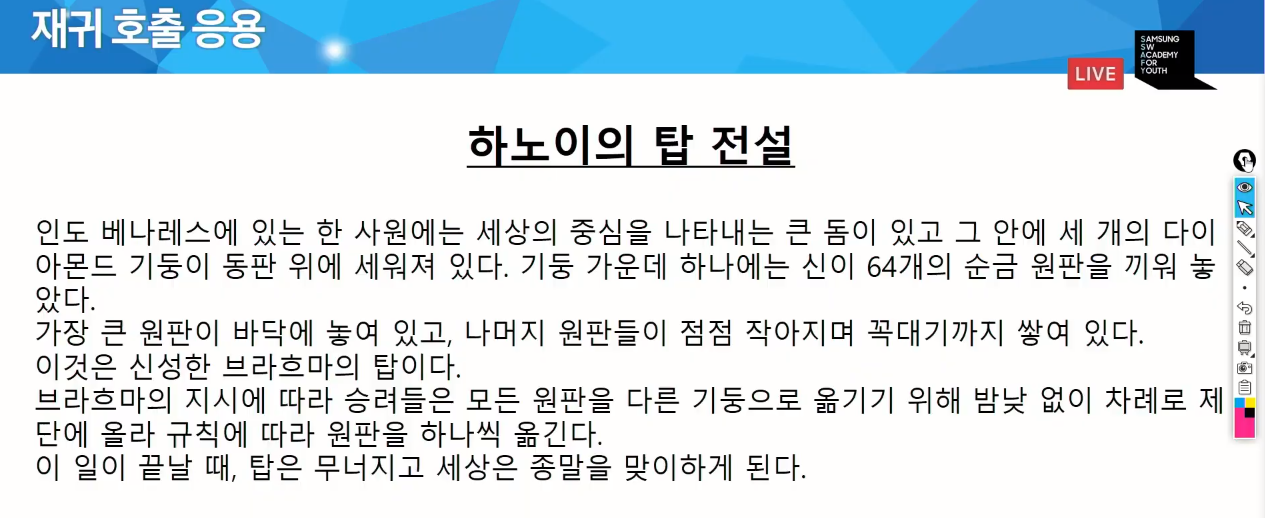 재귀 호출 응용
SAMSUNG
SW
ACADEMY
FOR
YOUTH
LIVE
하노이의 탑 전설
인도 베나레스에 있는 한 사원에는 세상의 중심을 나타내는 큰 돔이 있고 그 안에 세 개의 다이
아몬드 기둥이 동판 위에 세워져 있다. 기둥 가운데 하나에는 신이 64개의 순금 원판을 끼워 놓
았다.
가장 큰 원판이 바닥에 놓여 있고, 나머지 원판들이 점점 작아지며 꼭대기까지 쌓여 있다.
이것은 신성한 브라흐마의 탑이다.
브라흐마의 지시에 따라 승려들은 모든 원판을 다른 기둥으로 옮기기 위해 밤낮 없이 차례로 제
단에 올라 규칙에 따라 원판을 하나씩 옮긴다.
이 일이 끝날 때, 탑은 무너지고 세상은 종말을 맞이하게 된다.